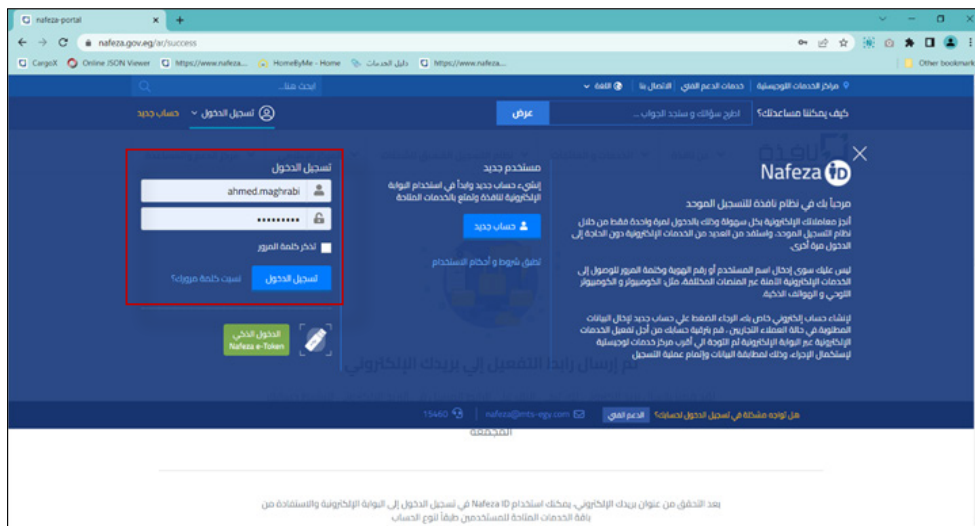 nafeza-portal
nafeza.gov.eg/ar/success
CargoX
Online JSON Viewer
https://www.nafeza...
HomeByMe - Home
دليل الخدمات
https://www.nafeza...
Other bookmark
مراكز الخدمات اللوجيستية
خدمات الدعم الفني
الاتصال بنا
اللغة
ابحث هنا...
كيف يمكننا مساعدتك؟
اطرح سؤالك و ستجد الجواب ...
عرض
تسجيل الدخول
حساب جديد
Nafeza ID
مرحباً بك في نظام نافذة للتسجيل الموحد
أنجز معاملاتك الإلكترونية بكل سهولة وذلك بالدخول لمرة واحدة فقط من خلال
نظام التسجيل الموحد. واستفد من العديد من الخدمات الإلكترونية دون الحاجة إلى
الدخول مرة أخرى.
ليس عليك سوى إدخال اسم المستخدم أو رقم الهوية وكلمة المرور للوصول إلى
الخدمات الإلكترونية الآمنة عبر المنصات المختلفة، مثل: الكومبيوتر و الكومبيوتر
اللوحي و الهواتف الذكية.
لإنشاء حساب إلكتروني خاص بك، الرجاء الضغط علي حساب جديد لإدخال البيانات
المطلوبة.في حالة العملاء التجاريين , قم بترقية حسابك من أجل تفعيل الخدمات
الإلكترونية عبر البوابة الإلكترونية ثم التوجة الي أقرب مركز خدمات لوجيستية
لإستكمال الإجراء، وذلك لمطابقة البيانات وإتمام عملية التسجيل
مستخدم جديد
إنشيء حساب جديد وابدأ في استخدام البوابة
الإلكترونية لنافذة وتمتع بالخدمات المتاحة
حساب جديد
تطبق شروط و أحكام الاستخدام
تسجيل الدخول
ahmed.maghrabi
تذكر كلمة المرور
تسجيل الدخول
نسيت كلمة مرورك؟
الدخول الذكي
Nafeza e-Token
تم إرسال رابط التفعيل إلى بريدك الإلكتروني
هل تواجه مشكلة في تسجيل الدخول لحسابك؟
الدعم الفني
nafeza@mts-egy.com
15460
المجمعة
بعد التحقق من عنوان بريدك الإلكتروني، يمكنك استخدام Nafeza ID في تسجيل الدخول إلى البوابة الإلكترونية والاستفادة من
باقة الخدمات المتاحة للمستخدمين طبقاً لنوع الحساب